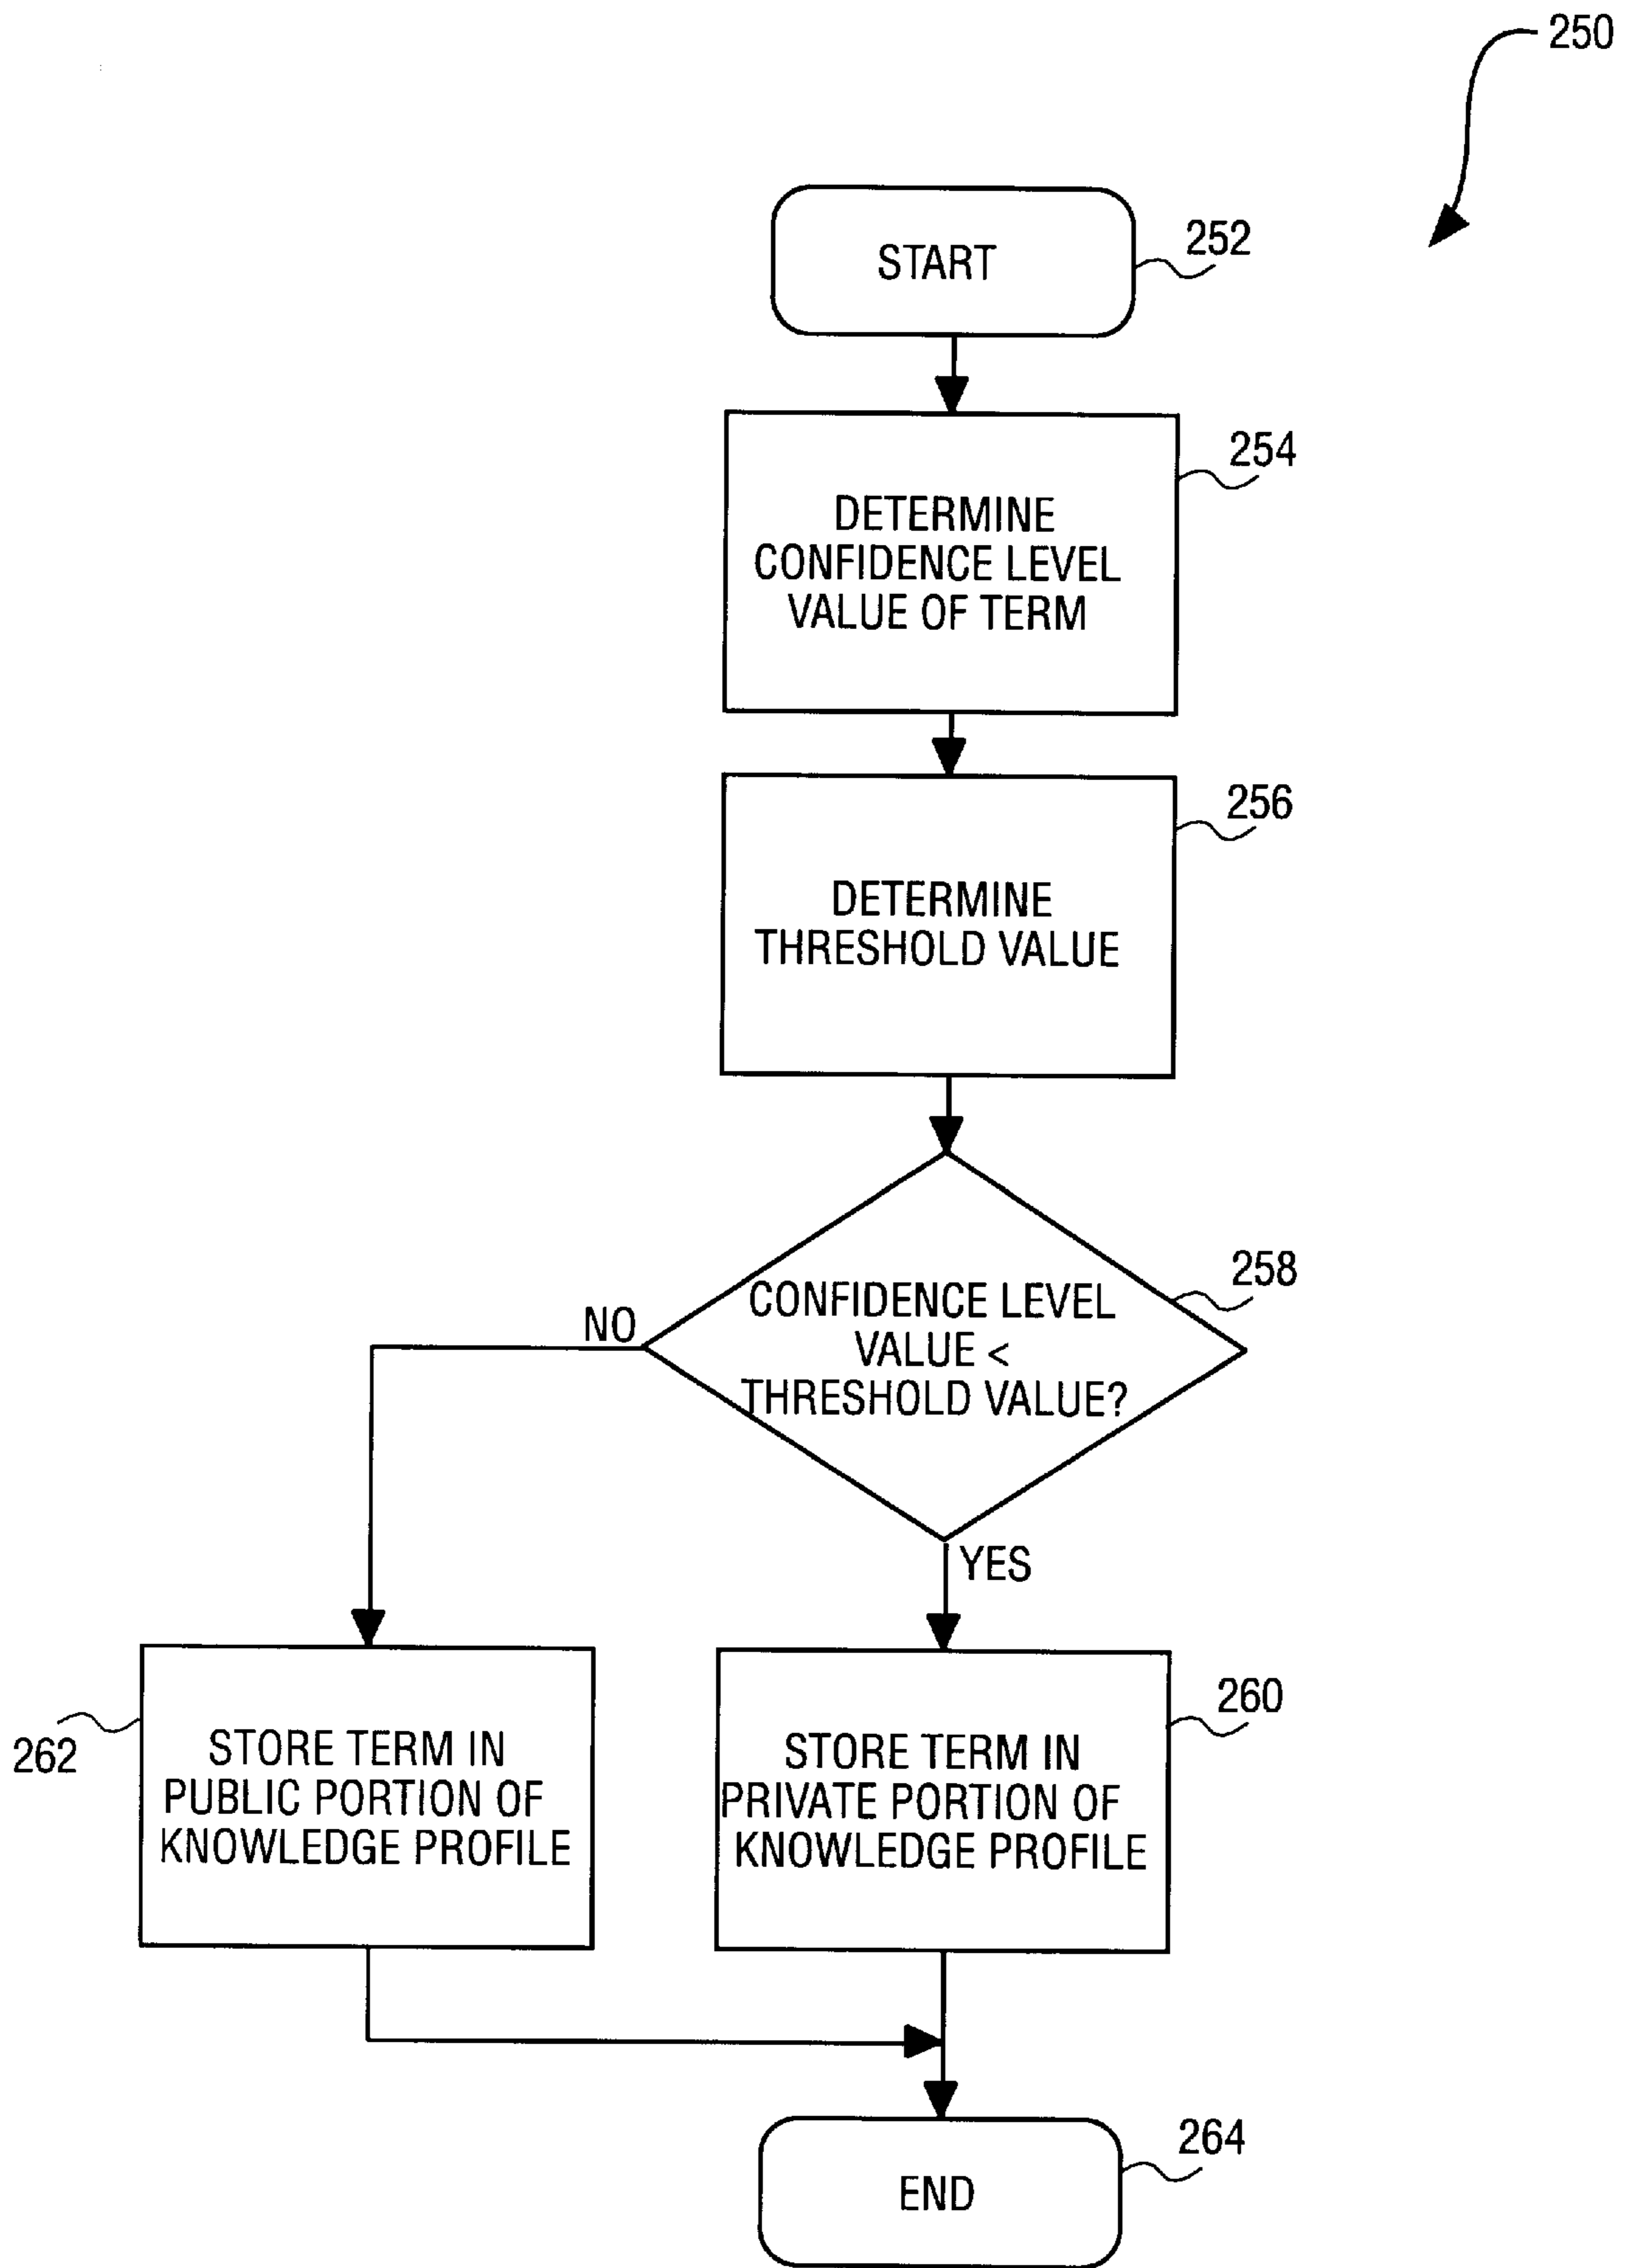 250
START
252
DETERMINE
CONFIDENCE LEVEL
VALUE OF TERM
254
DETERMINE
THRESHOLD VALUE
256
CONFIDENCE LEVEL
VALUE <
THRESHOLD VALUE?
258
NO
YES
STORE TERM IN
PUBLIC PORTION OF
KNOWLEDGE PROFILE
262
STORE TERM IN
PRIVATE PORTION OF
KNOWLEDGE PROFILE
260
END
264